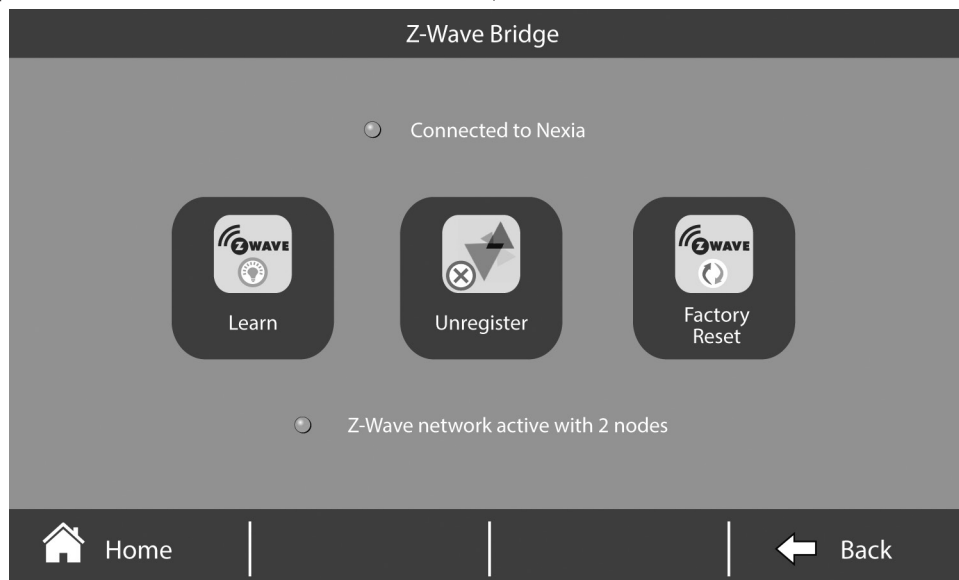 Z-Wave Bridge
Connected to Nexia
ZWAVE
ZWAVE
Learn
Unregister
Factory
Reset
Z-Wave network active with 2 nodes
Home
Back